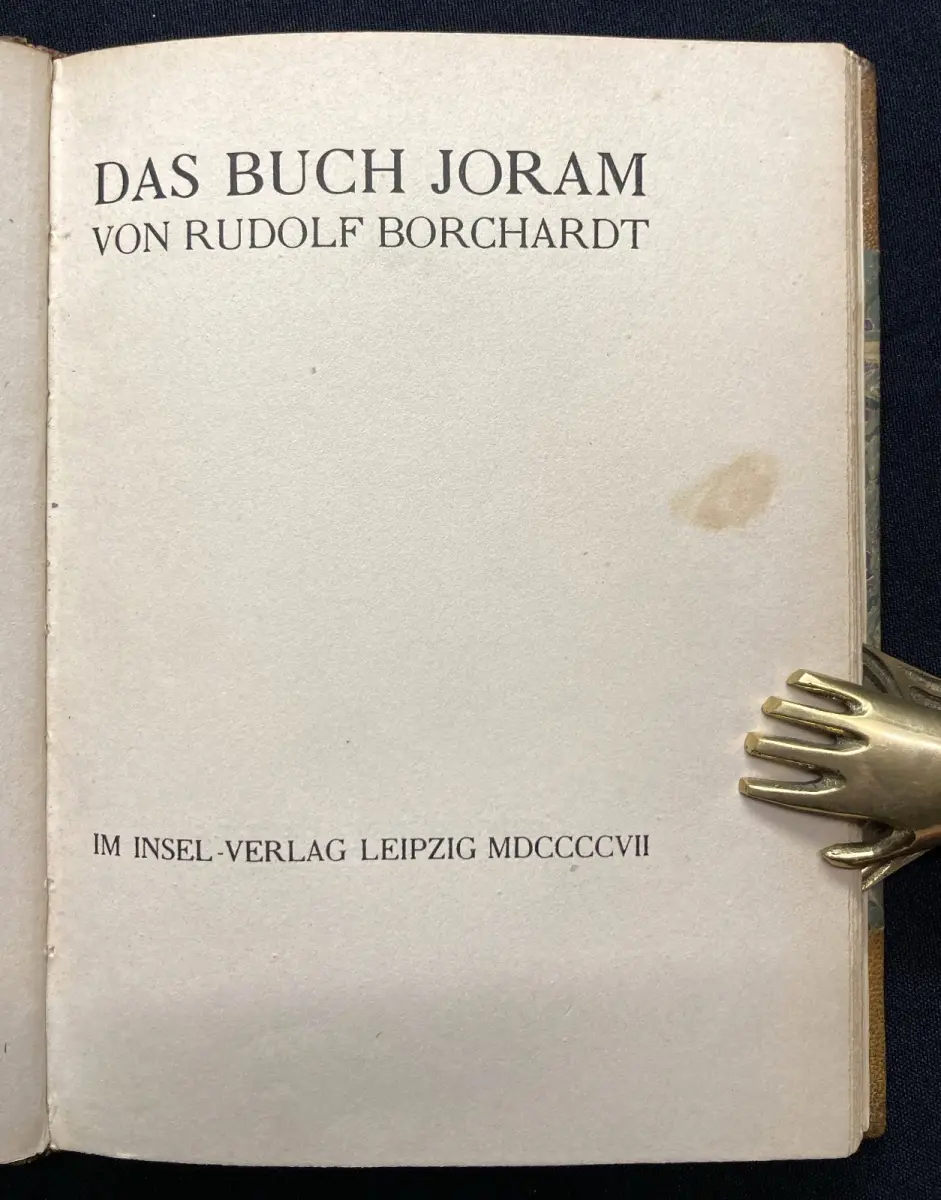 DAS BUCH JORAM
VON RUDOLF BORCHARDT
IM INSEL-VERLAG LEIPZIG MDCCCCVII